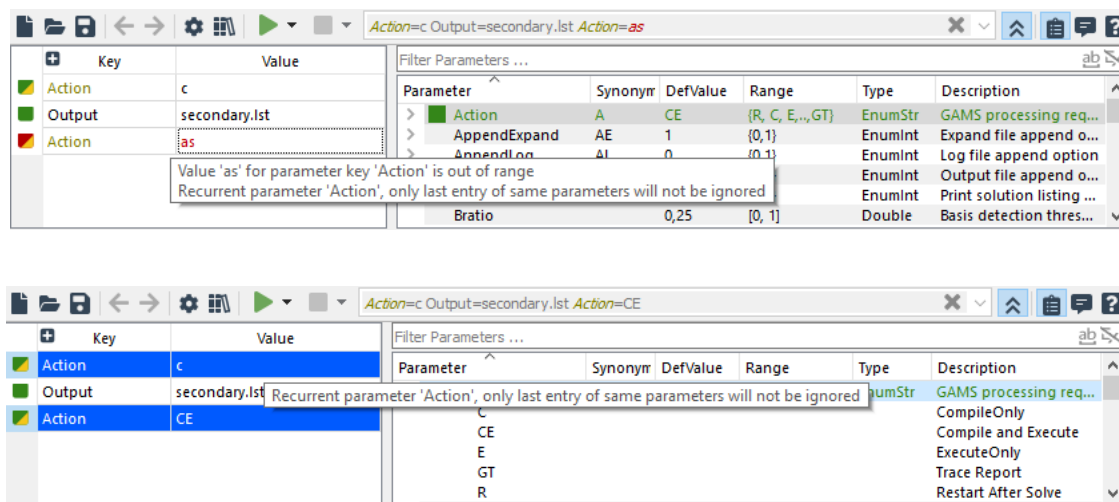 Action=c Output=secondary.lst Action=as
Key Value
Filter Parameters ... ab
Action c
Parameter Synonym DefValue Range Type Description
Output secondary.lst
Action A CE {R, C, E,..,GT} EnumStr GAMS processing req...
Action as
AppendExpand AE 1 {0,1} EnumInt Expand file append o...
AppendLog AL 0 {0,1} EnumInt Log file append option
Value 'as' for parameter key 'Action' is out of range
EnumInt Output file append o...
Recurrent parameter 'Action', only last entry of same parameters will not be ignored
EnumInt Print solution listing ...
Bratio 0,25 [0, 1] Double Basis detection thres...
Action=c Output=secondary.lst Action=CE
Key Value
Filter Parameters ... ab
Action c
Parameter Synonym DefValue Range Type Description
Output secondary.lst
Recurrent parameter 'Action', only last entry of same parameters will not be ignored
EnumStr GAMS processing req...
Action CE
C CompileOnly
CE Compile and Execute
E ExecuteOnly
GT Trace Report
R Restart After Solve